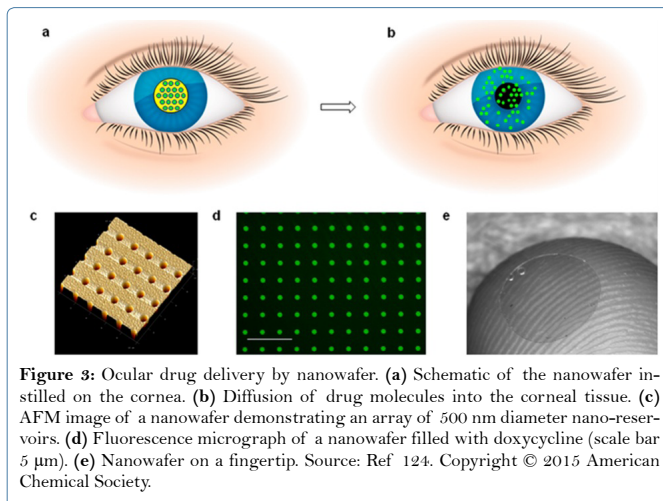 a
b
c
d
e
Figure 3: Ocular drug delivery by nanowafer. (a) Schematic of the nanowafer in-
stilled on the cornea. (b) Diffusion of drug molecules into the corneal tissue. (c)
AFM image of a nanowafer demonstrating an array of 500 nm diameter nano-reser-
voirs. (d) Fluorescence micrograph of a nanowafer filled with doxycycline (scale bar
5 μm). (e) Nanowafer on a fingertip. Source: Ref 124. Copyright © 2015 American
Chemical Society.